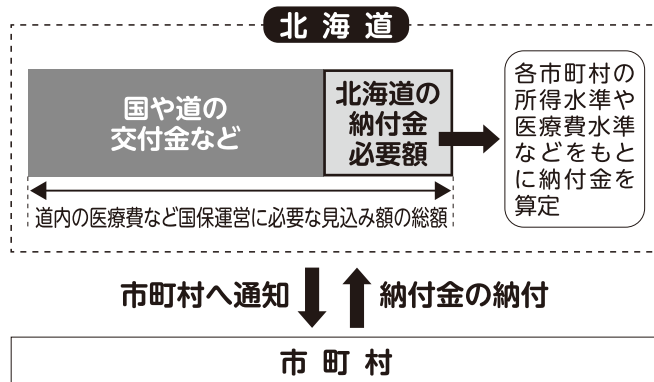 北海道
国や道の
交付金など
北海道の
納付金
必要額
各市町村の
所得水準や
医療費水準
などをもと
に納付金を
算定
道内の医療費など国保運営に必要な見込み額の総額
市町村へ通知
納付金の納付
市町村